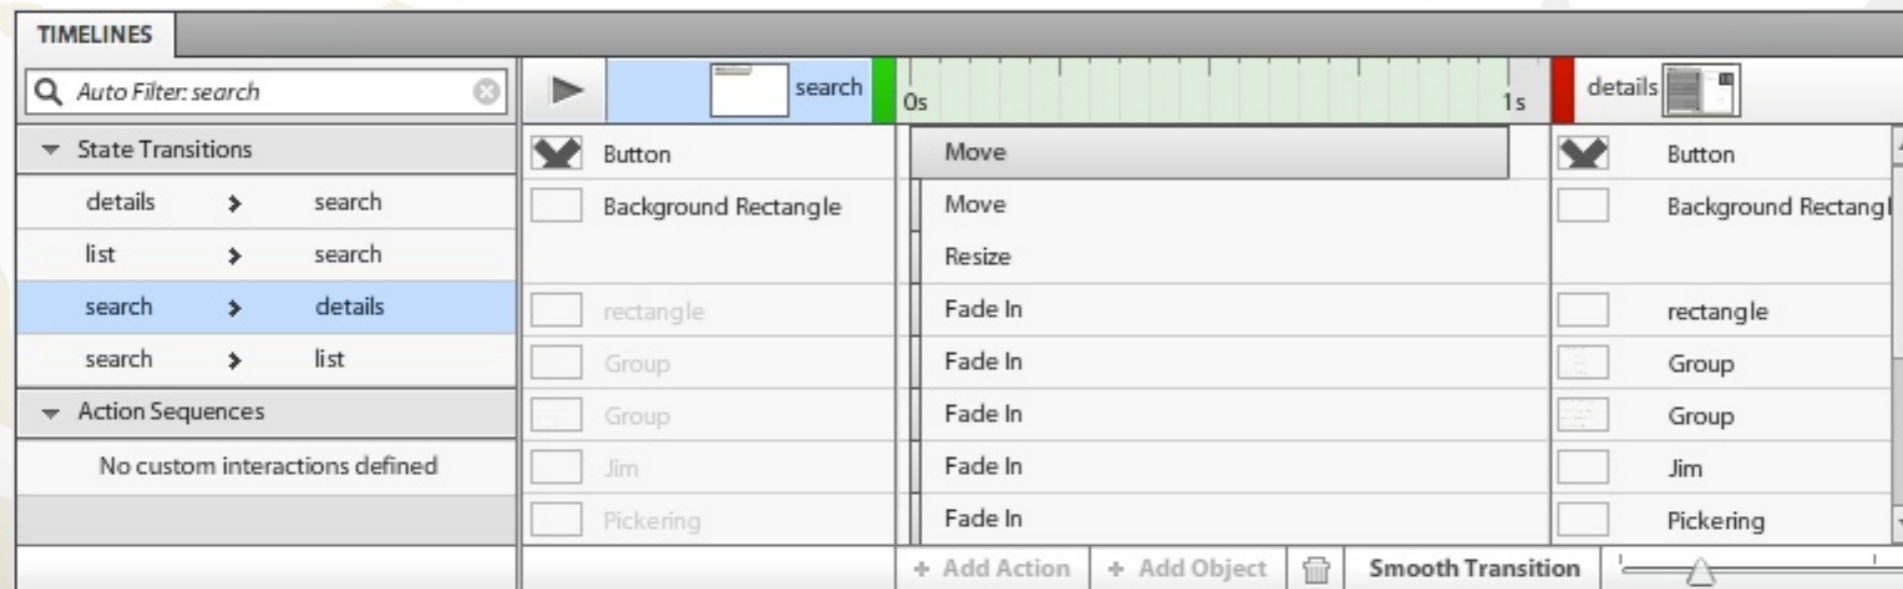 TIMELINES
Auto Filter: search
search
0s
1s
details
State Transitions
Button
Move
Button
details > search
Background Rectangle
Move
Background Rectangl
list > search
Resize
search > details
rectangle
Fade In
rectangle
search > list
Group
Fade In
Group
Action Sequences
Group
Fade In
Group
No custom interactions defined
Jim
Fade In
Jim
Pickering
Fade In
Pickering
+ Add Action
+ Add Object
Smooth Transition